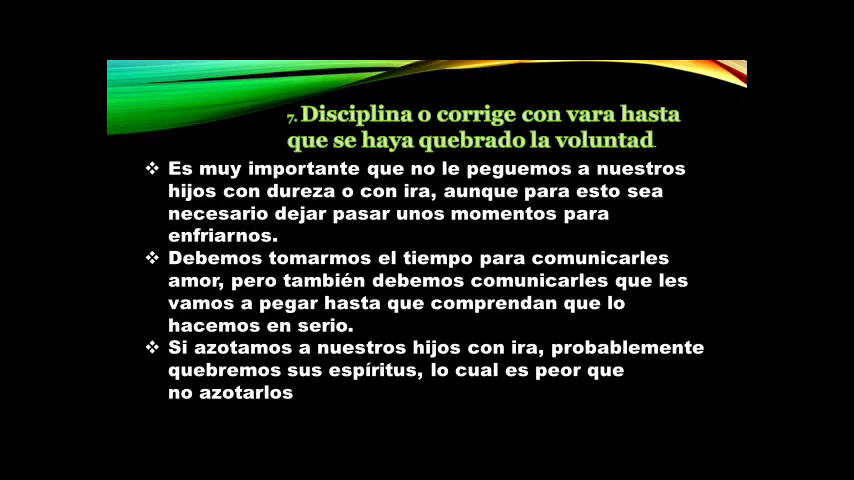 7. Disciplina o corrige con vara hasta
que se haya quebrado la voluntad.
❖ Es muy importante que no le peguemos a nuestros
hijos con dureza o con ira, aunque para esto sea
necesario dejar pasar unos momentos para
enfriarnos.
❖ Debemos tomarmos el tiempo para comunicarles
amor, pero también debemos comunicarles que les
vamos a pegar hasta que comprendan que lo
hacemos en serio.
❖ Si azotamos a nuestros hijos con ira, probablemente
quebremos sus espíritus, lo cual es peor que
no azotarlos